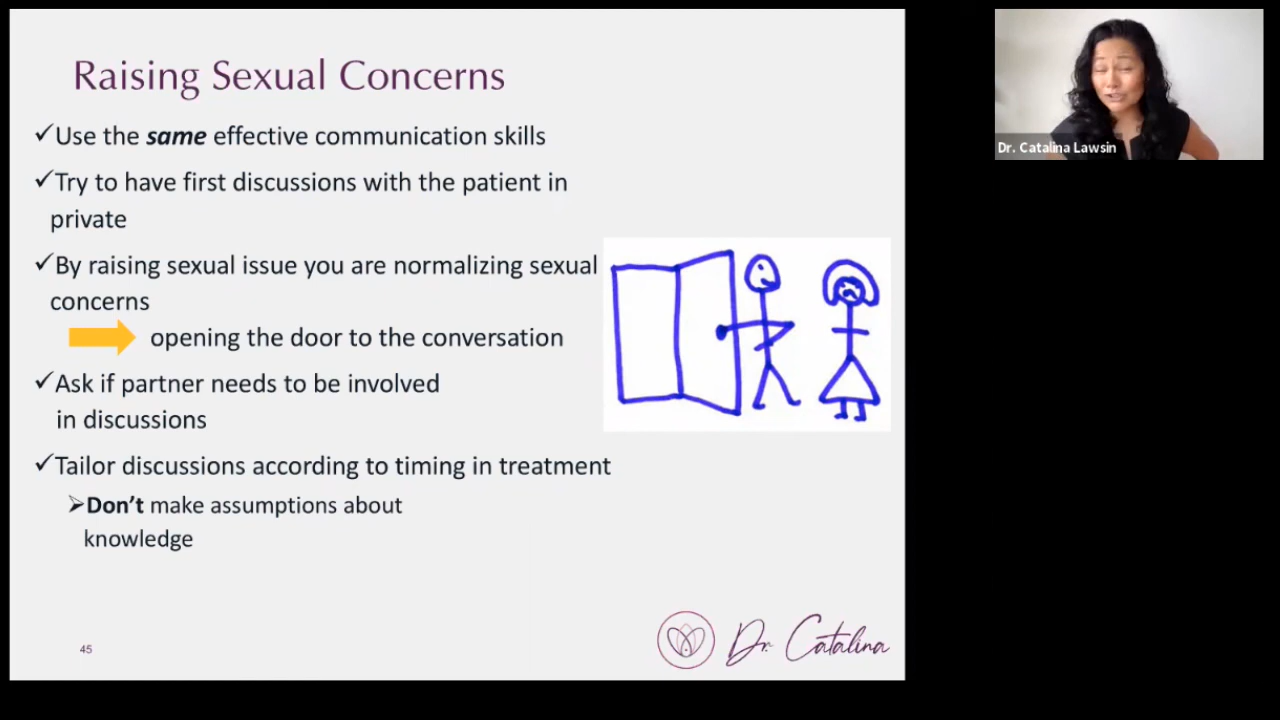 Raising Sexual Concerns
✓Use the same effective communication skills
✓Try to have first discussions with the patient in
private
✓By raising sexual issue you are normalizing sexual
concerns
opening the door to the conversation
✓Ask if partner needs to be involved
in discussions
✓Tailor discussions according to timing in treatment
➢Don’t make assumptions about
knowledge
45
Dr. Catalina
Dr. Catalina Lawsin